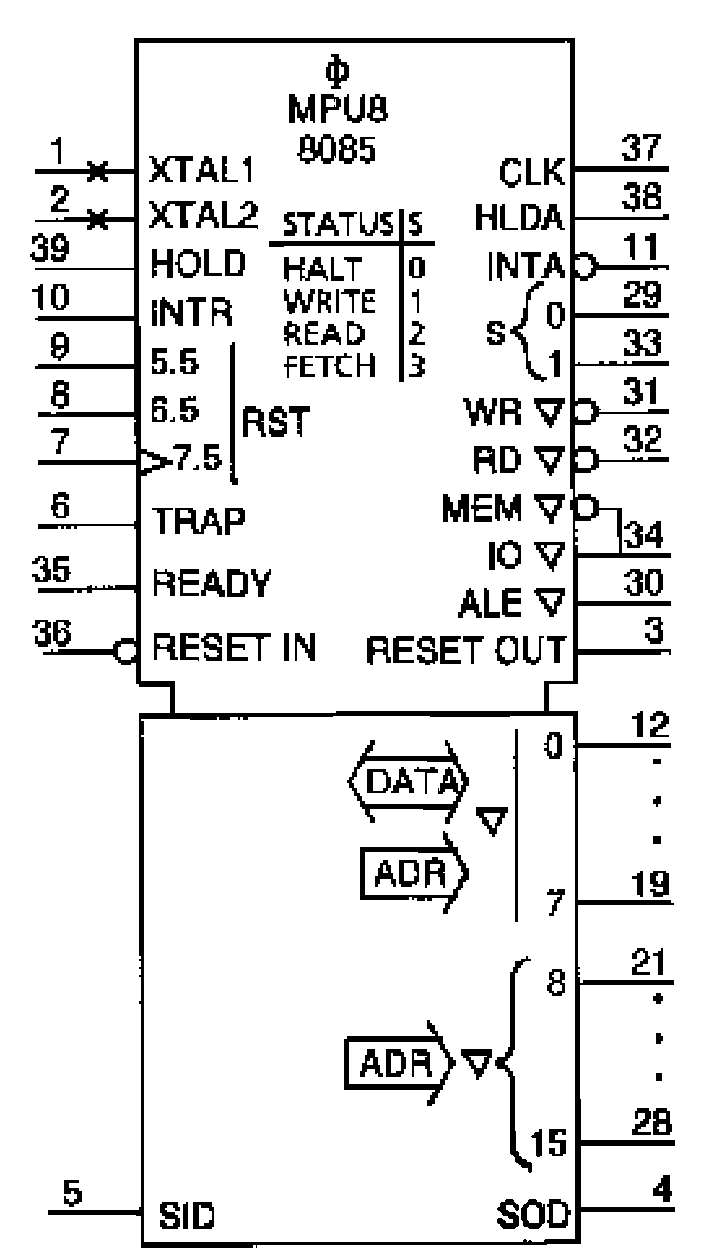 Φ
MPU8
8085
1 XTAL1 CLK 37
2 XTAL2 HLDA 38
39 HOLD INTA 11
10 INTR
STATUS S
HALT 0
WRITE 1
READ 2
FETCH 3
S 0 29
1 33
9 5.5
8 6.5
7 7.5
RST
WR 31
RD 32
6 TRAP MEM
IO 34
35 READY ALE 30
36 RESET IN RESET OUT 3
DATA
ADR
0 12
7 19
ADR
8 21
15 28
5 SID SOD 4